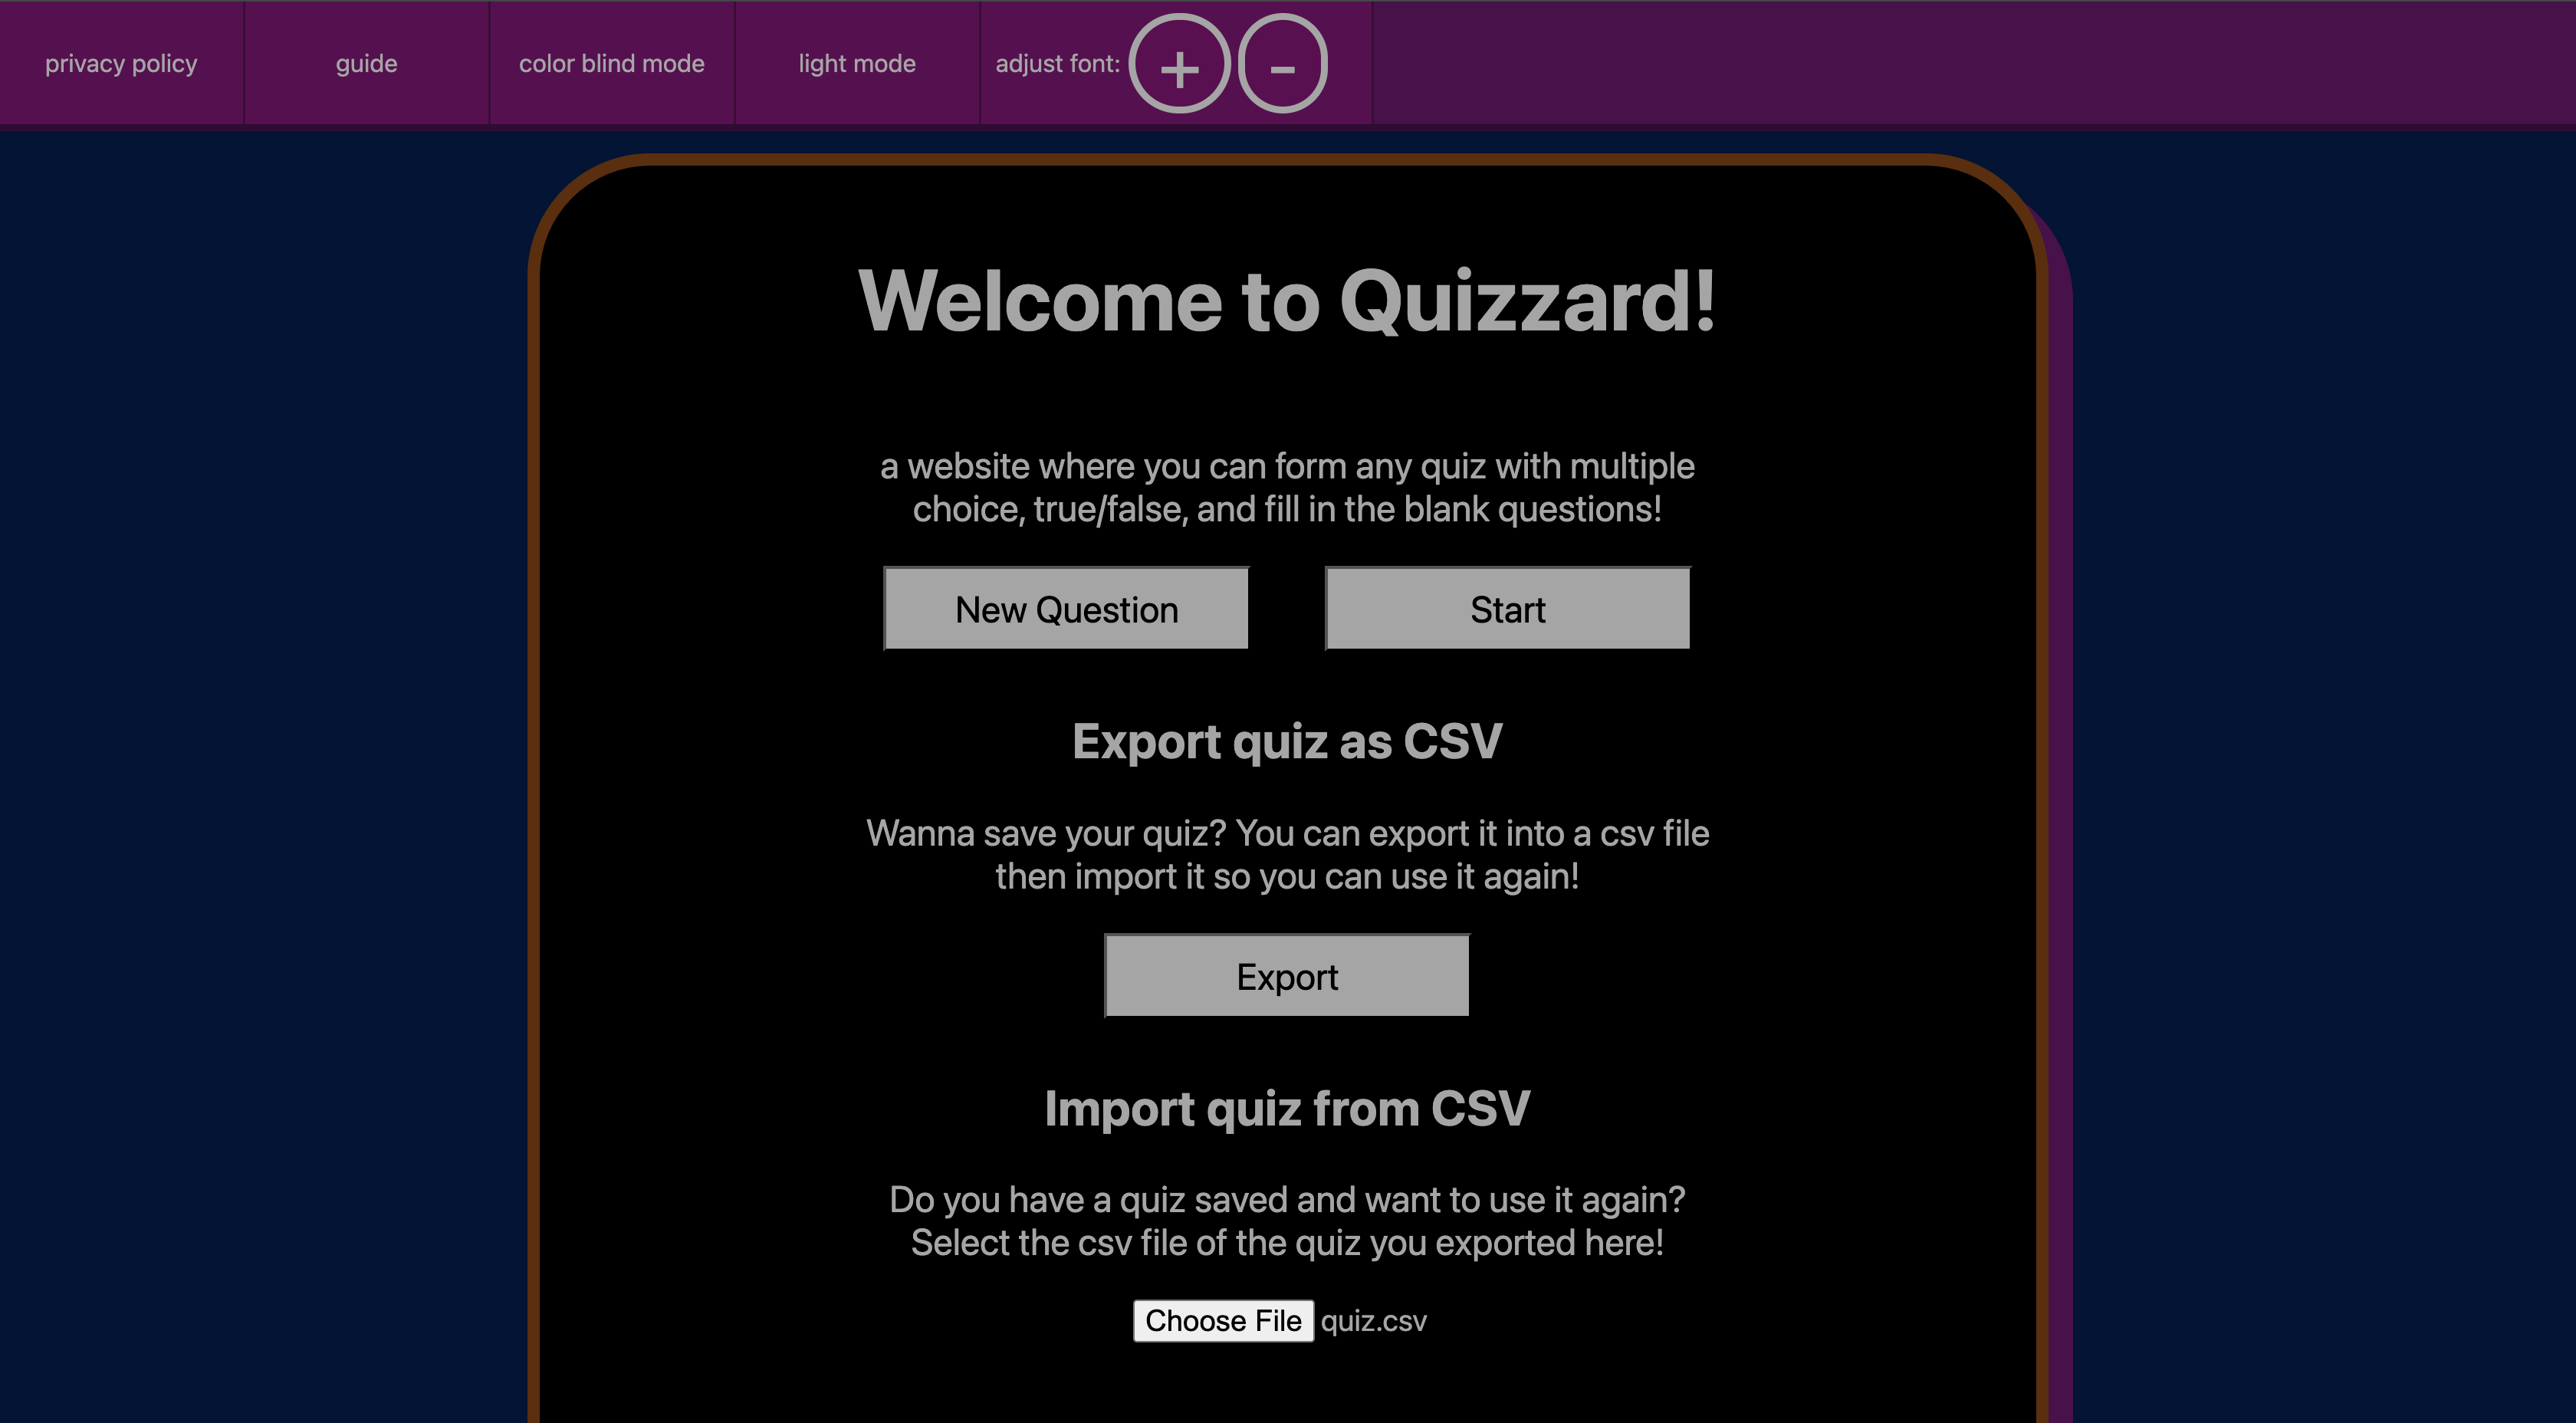 privacy policy
guide
color blind mode
light mode
adjust font: + -
Welcome to Quizzard!
a website where you can form any quiz with multiple
choice, true/false, and fill in the blank questions!
New Question
Start
Export quiz as CSV
Wanna save your quiz? You can export it into a csv file
then import it so you can use it again!
Export
Import quiz from CSV
Do you have a quiz saved and want to use it again?
Select the csv file of the quiz you exported here!
Choose File quiz.csv